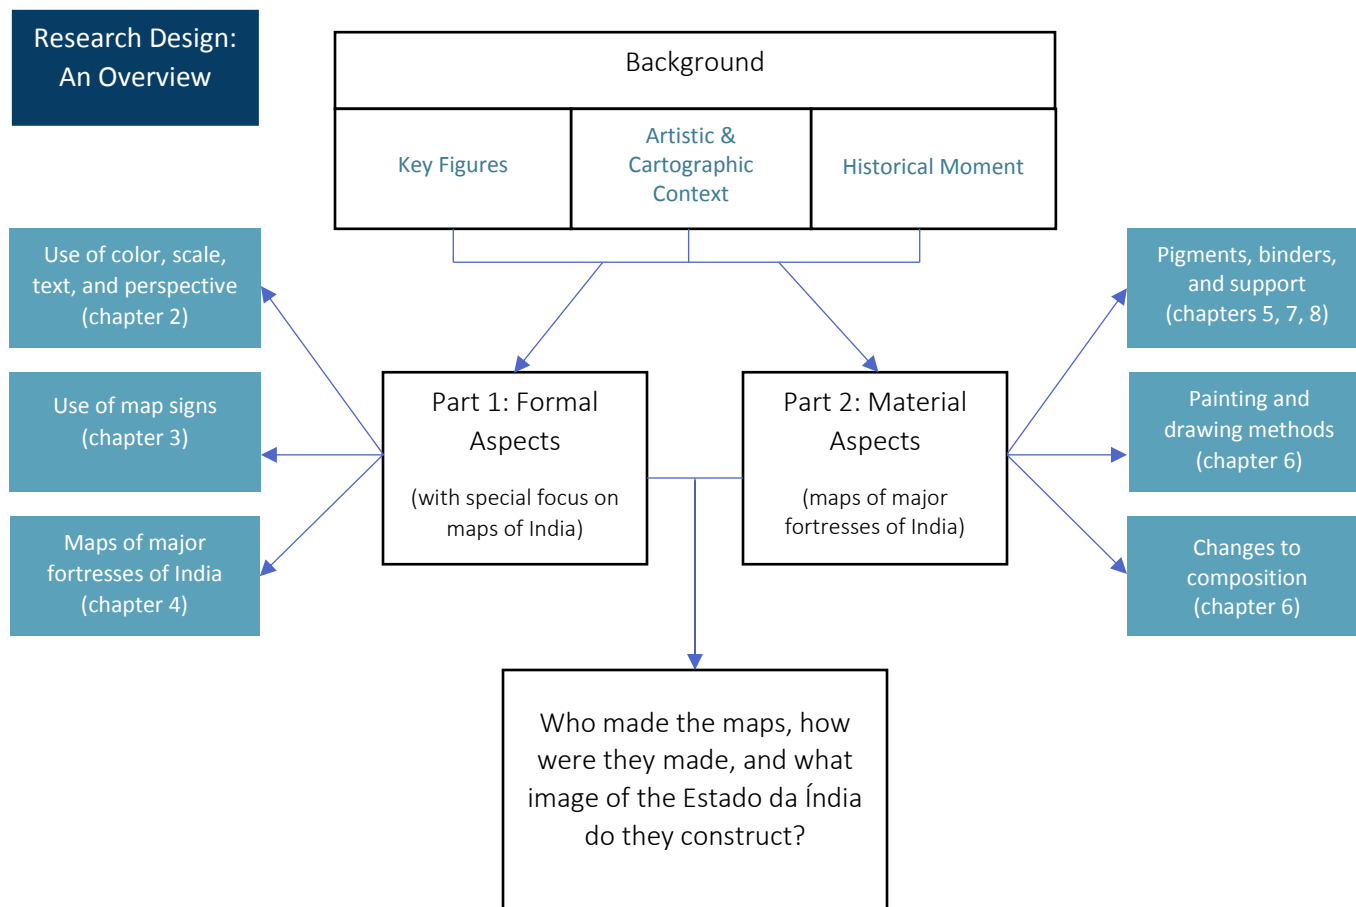 Research Design:
An Overview
Background
Key Figures
Artistic &
Cartographic
Context
Historical Moment
Use of color, scale,
text, and perspective
(chapter 2)
Use of map signs
(chapter 3)
Maps of major
fortresses of India
(chapter 4)
Part 1: Formal
Aspects
(with special focus on
maps of India)
Part 2: Material
Aspects
(maps of major
fortresses of India)
Pigments, binders,
and support
(chapters 5, 7, 8)
Painting and
drawing methods
(chapter 6)
Changes to
composition
(chapter 6)
Who made the maps, how
were they made, and what
image of the Estado da Índia
do they construct?